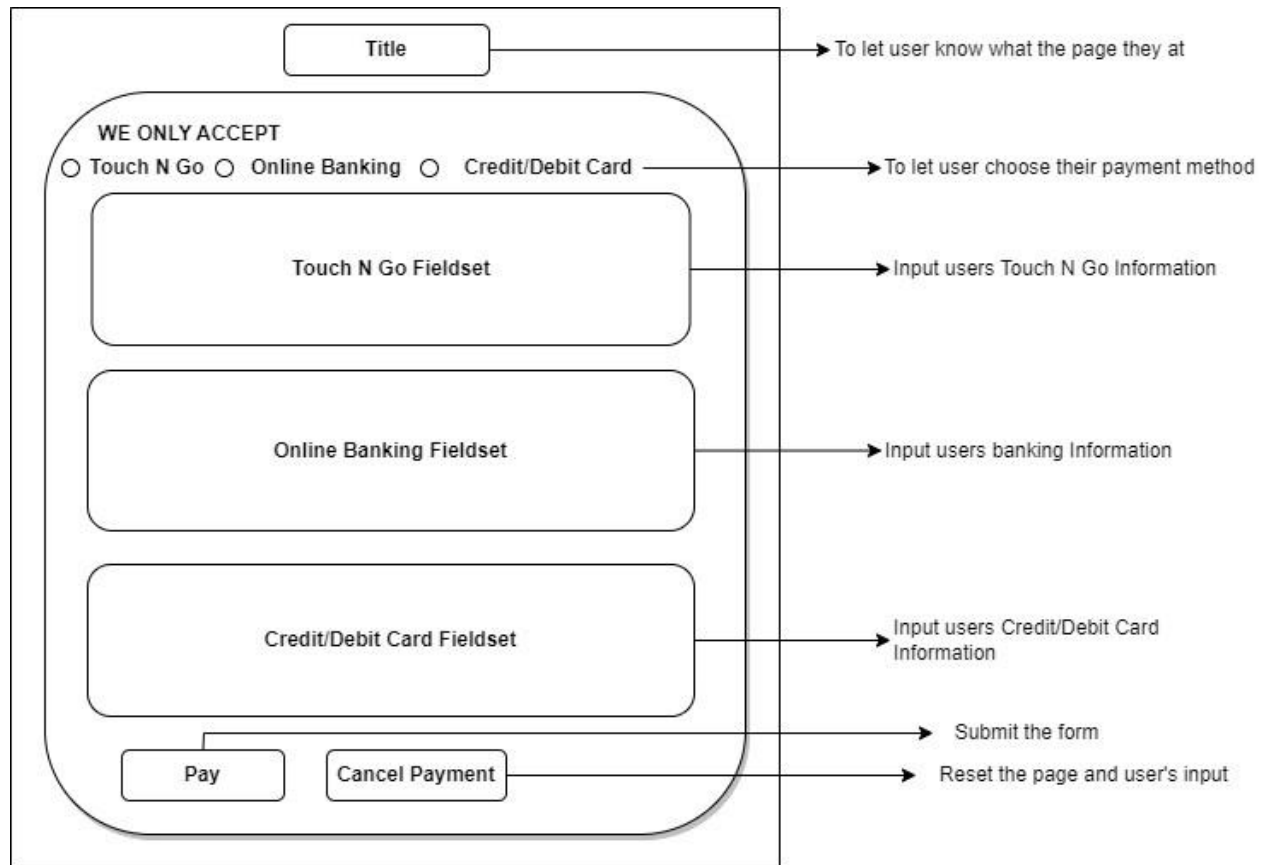 Title
To let user know what the page they at
WE ONLY ACCEPT
Touch N Go Online Banking Credit/Debit Card
To let user choose their payment method
Touch N Go Fieldset
Input users Touch N Go Information
Online Banking Fieldset
Input users banking Information
Credit/Debit Card Fieldset
Input users Credit/Debit Card
Information
Submit the form
Pay
Cancel Payment
Reset the page and user's input